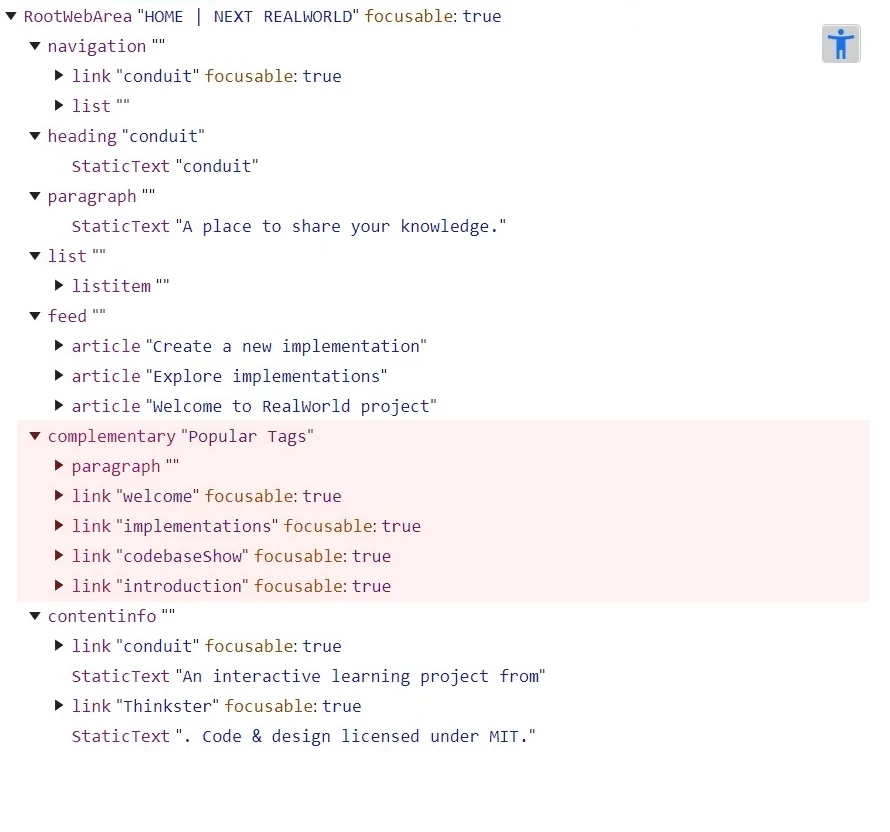 RootWebArea "HOME | NEXT REALWORLD" focusable: true
navigation ""
link "conduit" focusable: true
list ""
heading "conduit"
StaticText "conduit"
paragraph ""
StaticText "A place to share your knowledge."
list ""
listitem ""
feed ""
article "Create a new implementation"
article "Explore implementations"
article "Welcome to RealWorld project"
complementary "Popular Tags"
paragraph ""
link "welcome" focusable: true
link "implementations" focusable: true
link "codebaseShow" focusable: true
link "introduction" focusable: true
contentinfo ""
link "conduit" focusable: true
StaticText "An interactive learning project from"
link "Thinkster" focusable: true
StaticText ". Code & design licensed under MIT."